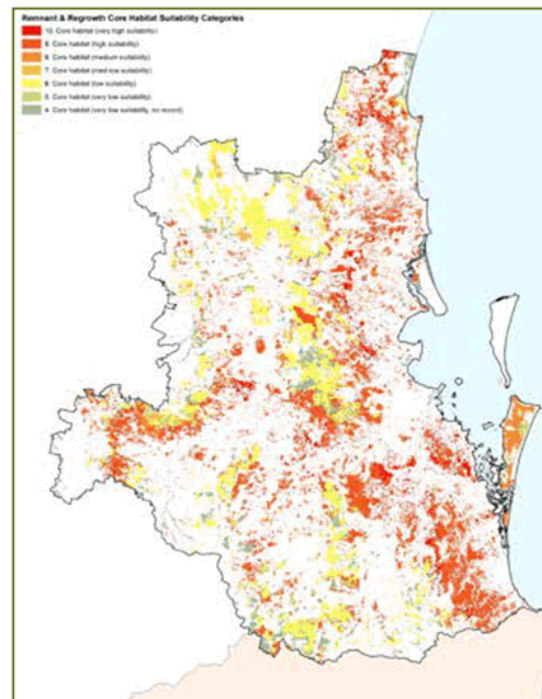 Remnant & Regrowth Core Habitat Suitability Categories
10. Core habitat (very high suitability)
9. Core habitat (high suitability)
8. Core habitat (medium suitability)
7. Core habitat (med-low suitability)
6. Core habitat (low suitability)
5. Core habitat (very low suitability)
4. Core habitat (very low suitability, no record)